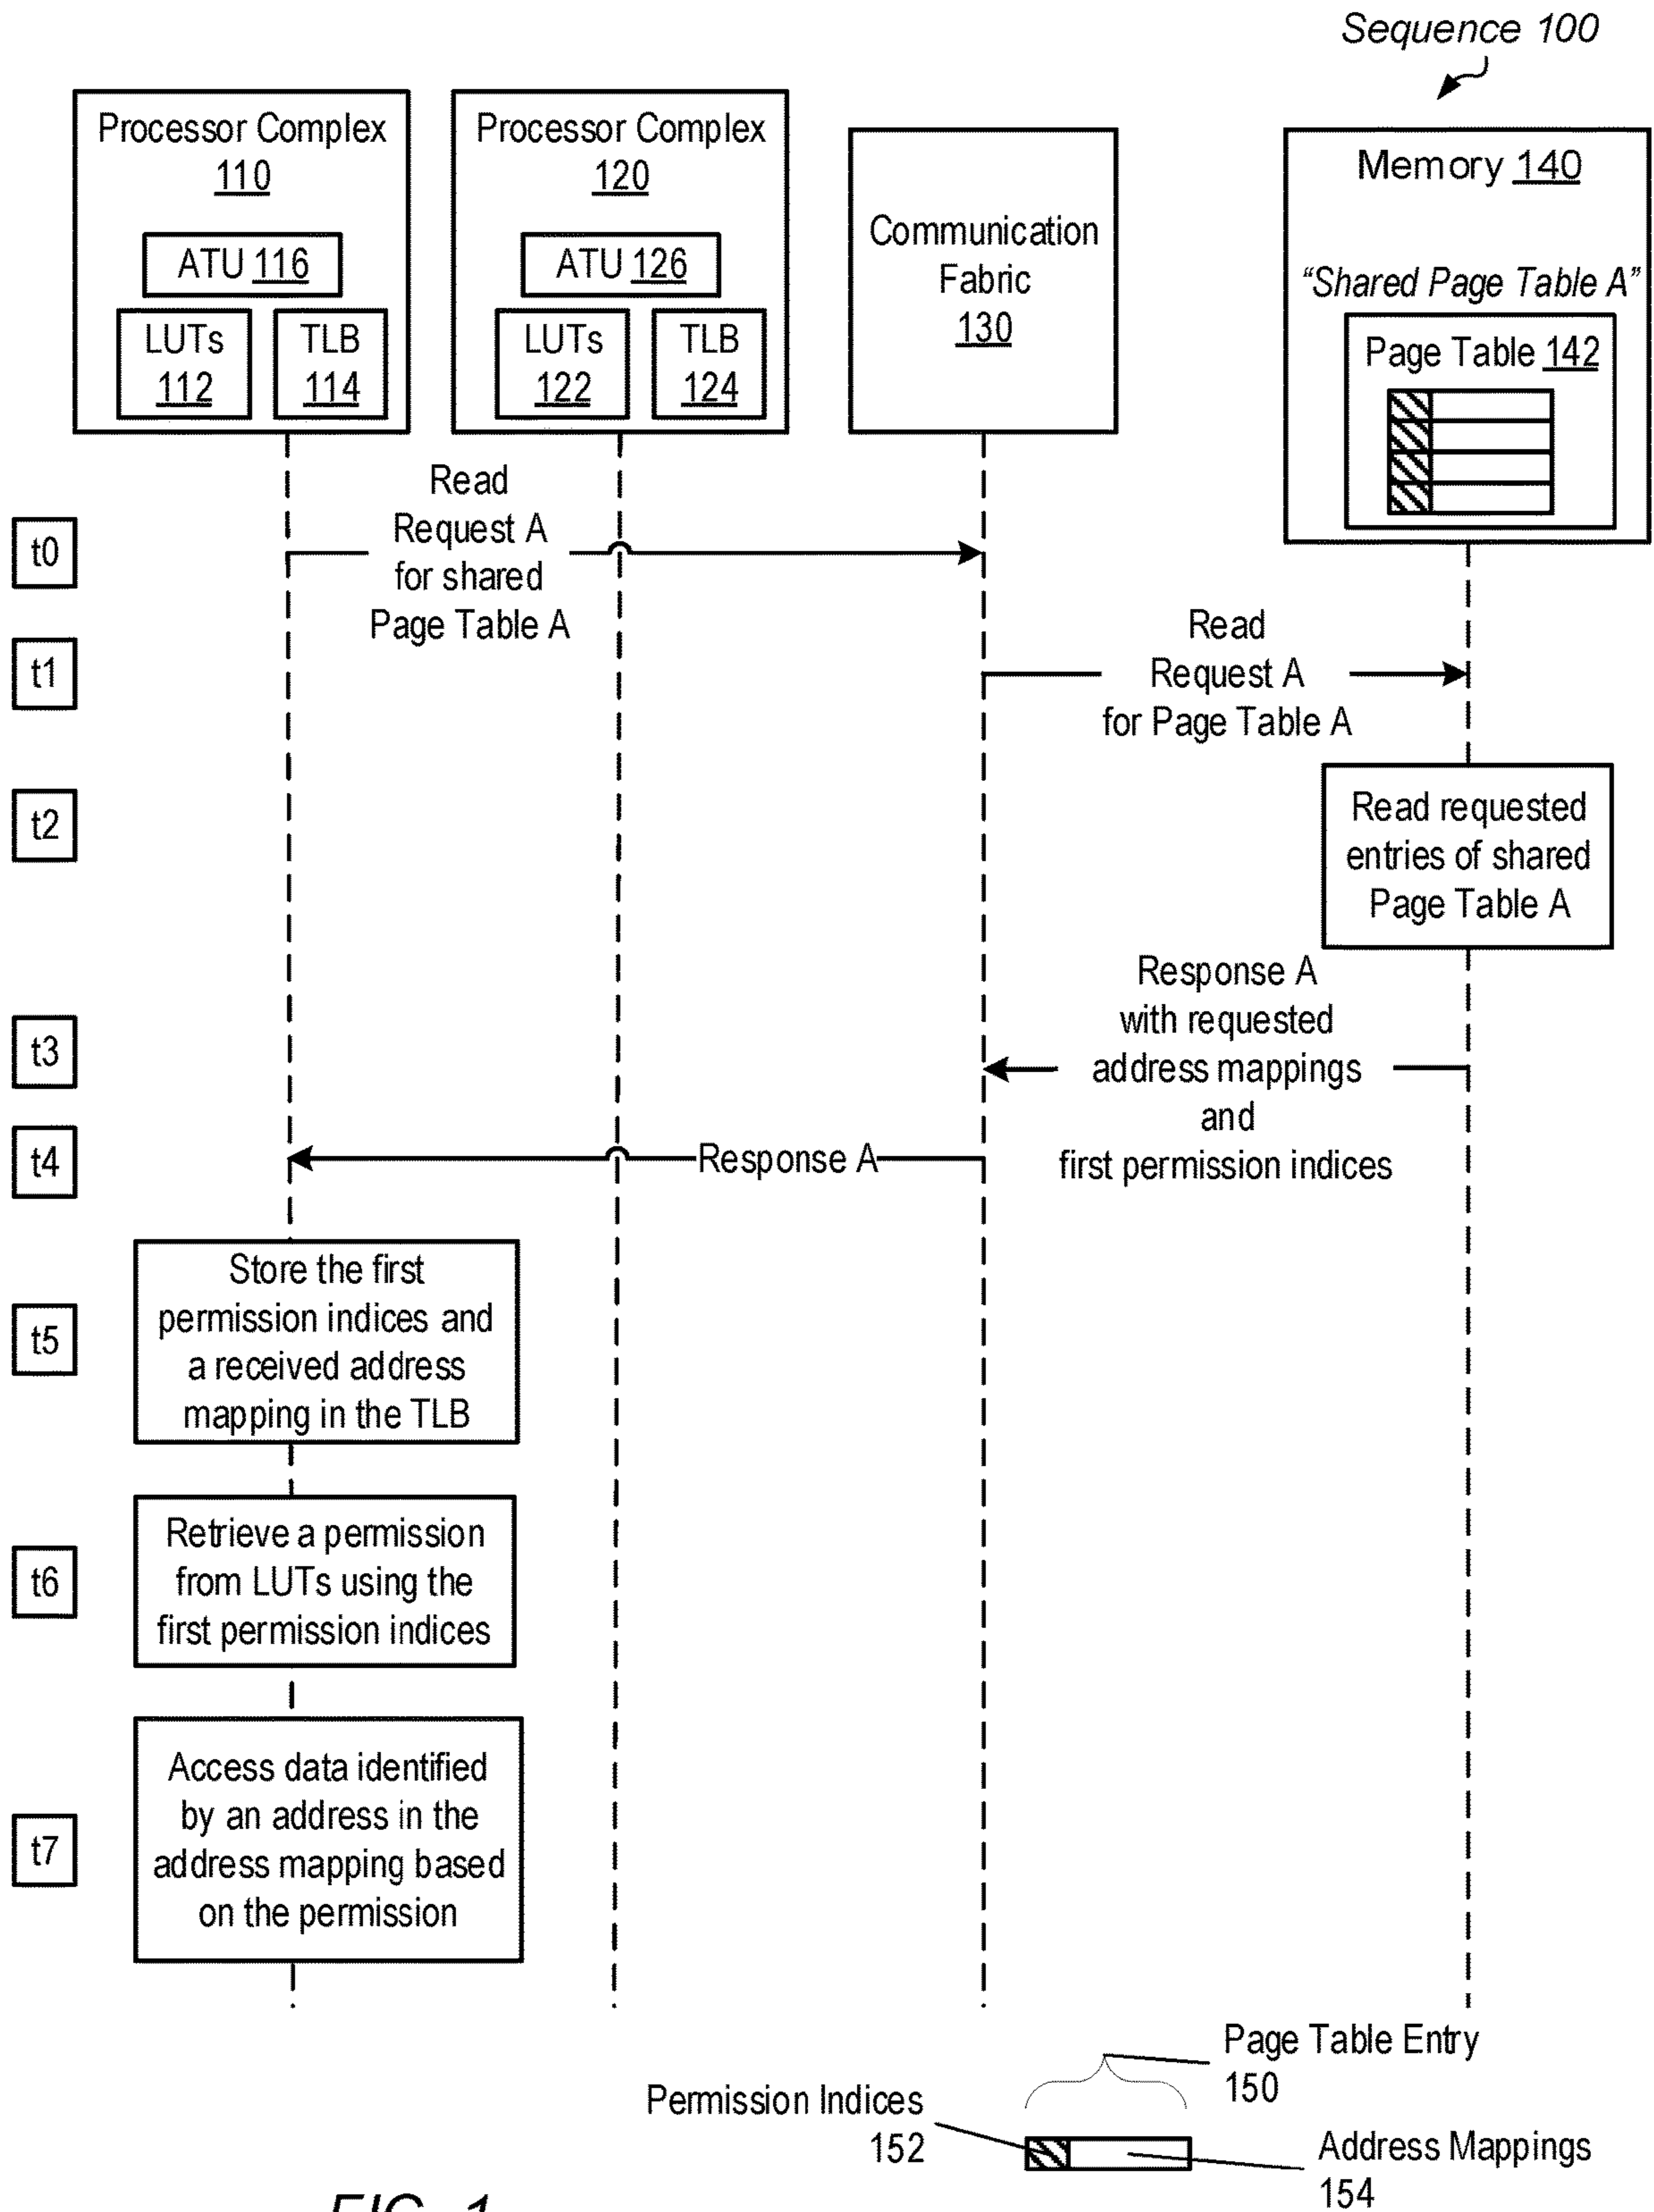 Sequence 100
Processor Complex
110
ATU 116
LUTs
112
TLB
114
Processor Complex
120
ATU 126
LUTs
122
TLB
124
Communication
Fabric
130
Memory 140
“Shared Page Table A”
Page Table 142
t0
Read
Request A
for shared
Page Table A
t1
Read
Request A
for Page Table A
t2
Read requested
entries of shared
Page Table A
t3
Response A
with requested
address mappings
and
first permission indices
t4
Response A
t5
Store the first
permission indices and
a received address
mapping in the TLB
t6
Retrieve a permission
from LUTs using the
first permission indices
t7
Access data identified
by an address in the
address mapping based
on the permission
Page Table Entry
150
Permission Indices
152
Address Mappings
154
FIG. 1